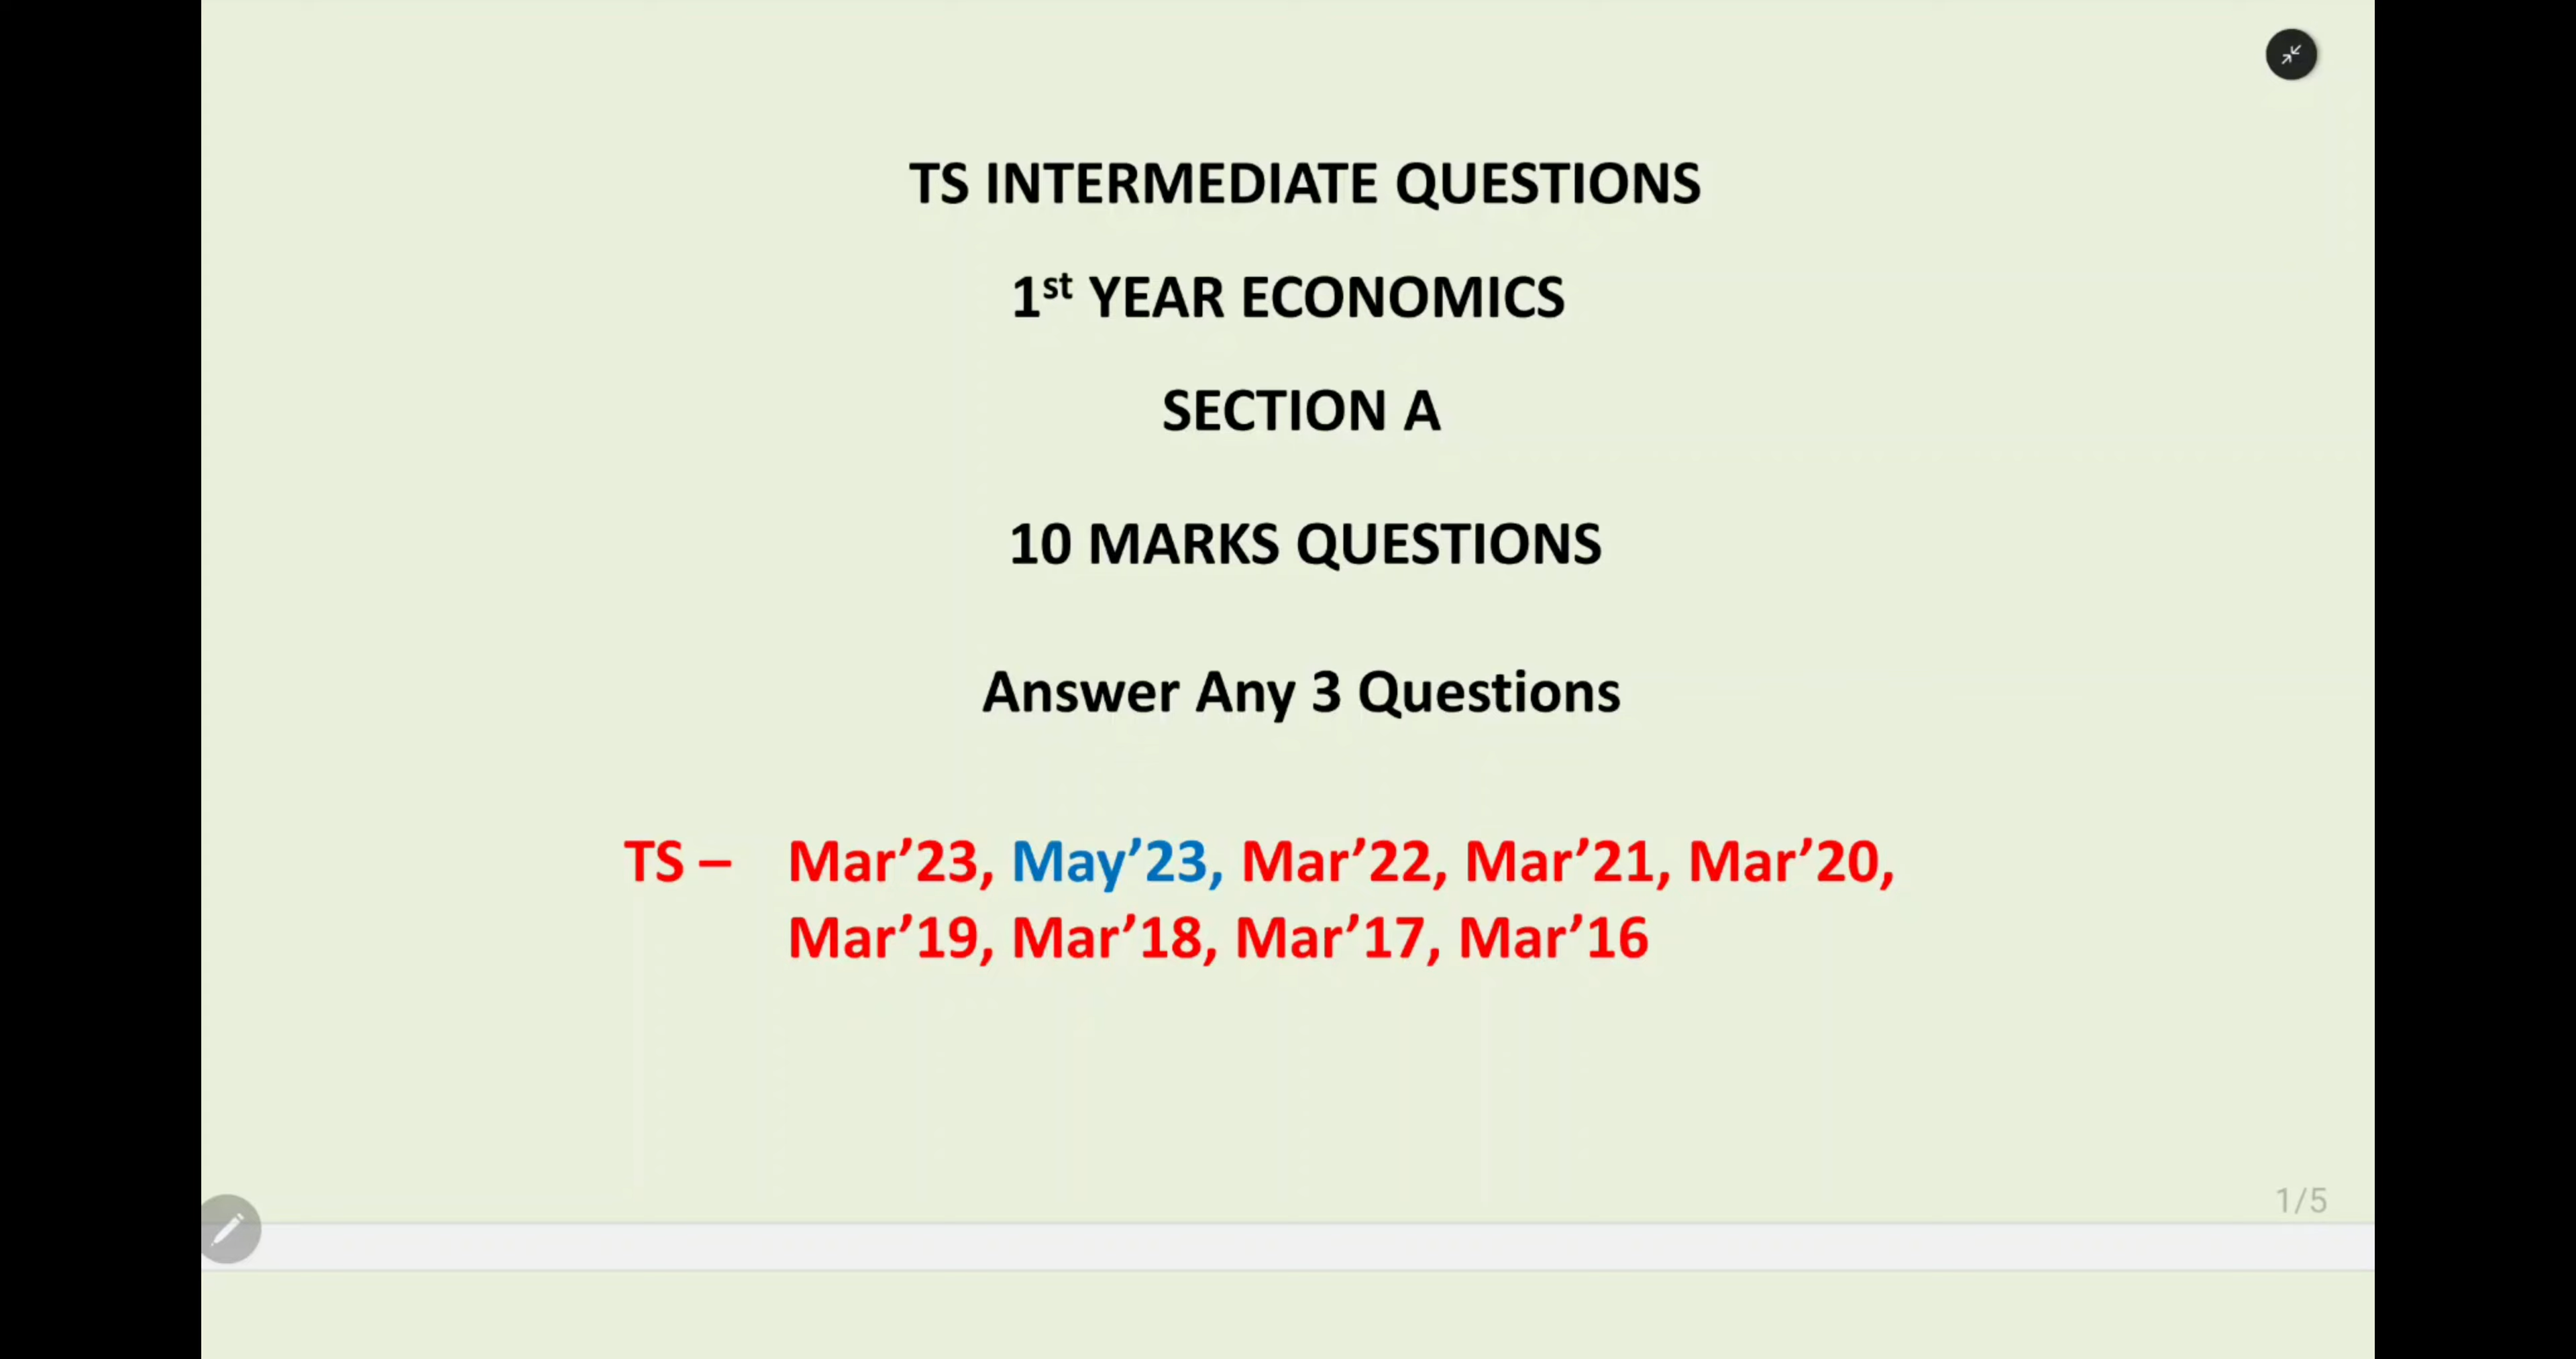 TS INTERMEDIATE QUESTIONS
1st YEAR ECONOMICS
SECTION A
10 MARKS QUESTIONS
Answer Any 3 Questions
TS – Mar’23, May’23, Mar’22, Mar’21, Mar’20,
Mar’19, Mar’18, Mar’17, Mar’16
1/5